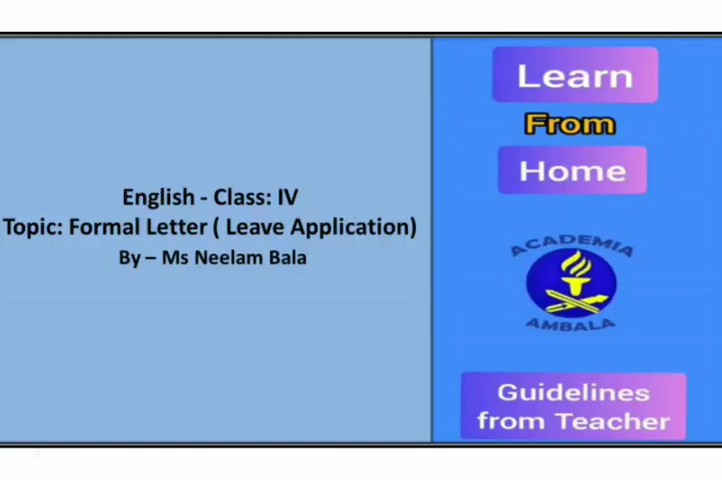 English - Class: IV
Topic: Formal Letter ( Leave Application)
By – Ms Neelam Bala
Learn
From
Home
ACADEMIA
AMBALA
Guidelines
from Teacher